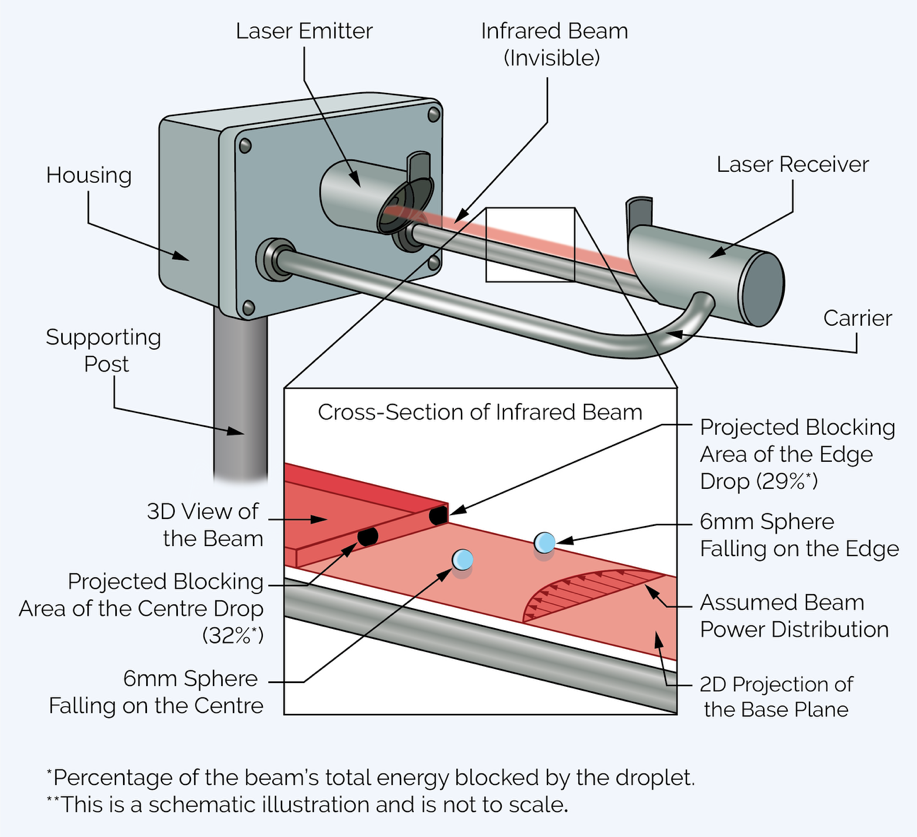 Laser Emitter
Infrared Beam
(Invisible)
Housing
Laser Receiver
Supporting
Post
Carrier
Cross-Section of Infrared Beam
Projected Blocking
Area of the Edge
Drop (29%*)
3D View of
the Beam
6mm Sphere
Falling on the Edge
Projected Blocking
Area of the Centre Drop
(32%*)
Assumed Beam
Power Distribution
6mm Sphere
Falling on the Centre
2D Projection of
the Base Plane
*Percentage of the beam's total energy blocked by the droplet.
**This is a schematic illustration and is not to scale.